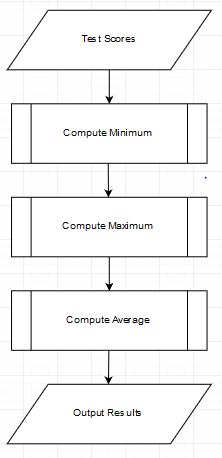 Test Scores
Compute Minimum
Compute Maximum
Compute Average
Output Results